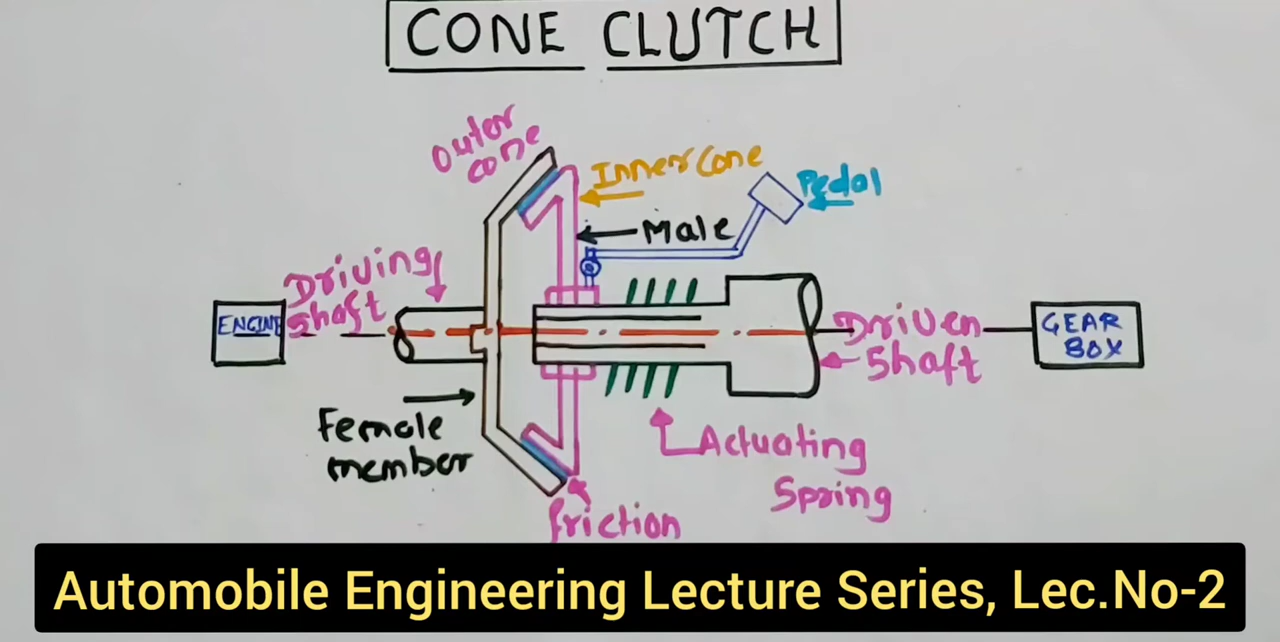 CONE CLUTCH
Outer
cone
Inner Cone
Pedal
Male
Driving
Shaft
ENGINE
Driven
Shaft
GEAR
BOX
Female
member
Actuating
Spring
friction
Automobile Engineering Lecture Series, Lec.No-2